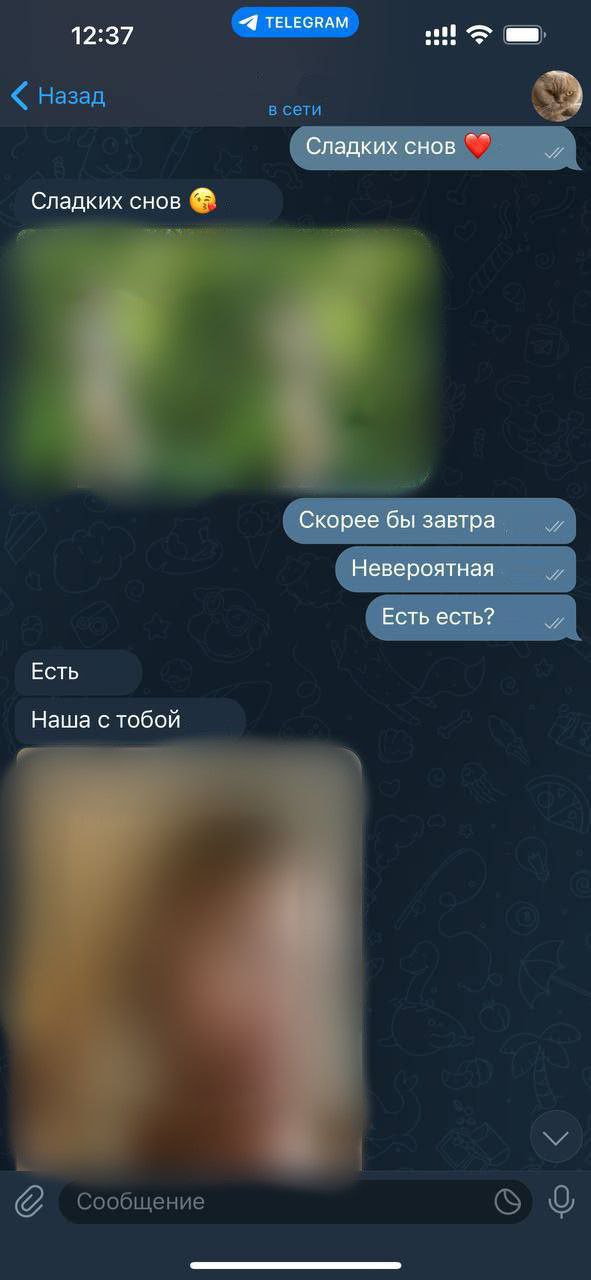 12:37
TELEGRAM
Назад
в сети
Сладких снов ❤️
Сладких снов 😘
Скорее бы завтра
Невероятная
Есть есть?
Есть
Наша с тобой
Сообщение